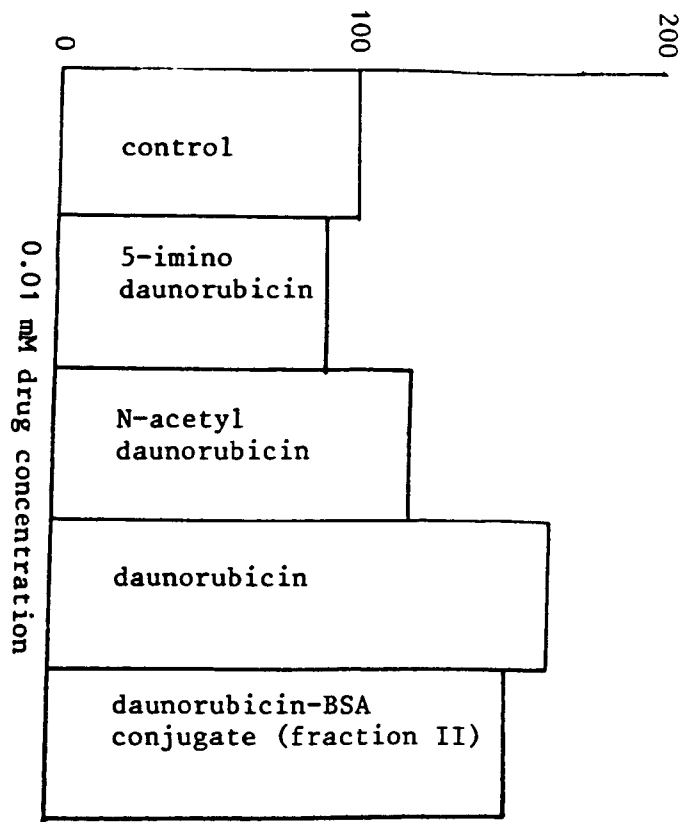 0
100
200
control
5-imino
daunorubicin
N-acetyl
daunorubicin
daunorubicin
daunorubicin-BSA
conjugate (fraction II)
0.01 mM drug concentration